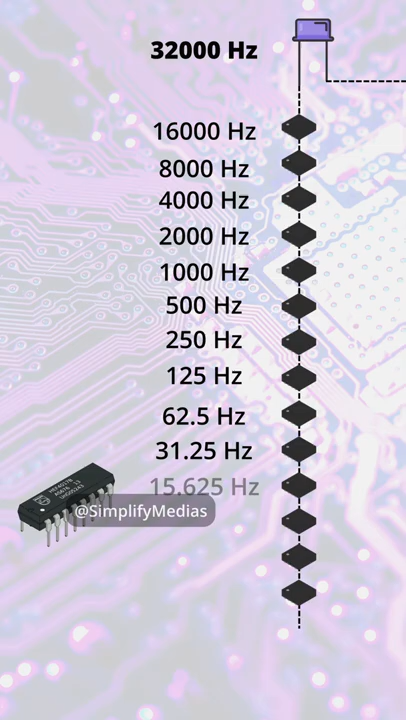 32000 Hz
16000 Hz
8000 Hz
4000 Hz
2000 Hz
1000 Hz
500 Hz
250 Hz
125 Hz
62.5 Hz
31.25 Hz
15.625 Hz
@SimplifyMedias